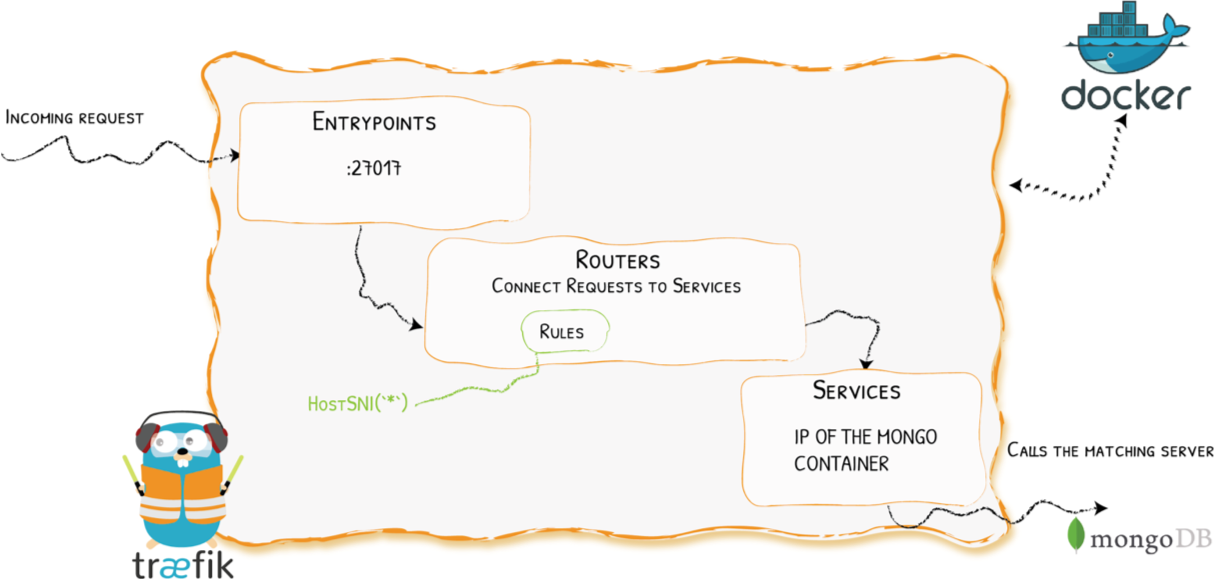 docker
Incoming request
Entrypoints
:27017
Routers
Connect Requests to Services
Rules
HostSNI(`*`)
Services
IP OF THE MONGO
CONTAINER
Calls the matching server
mongoDB
træfik